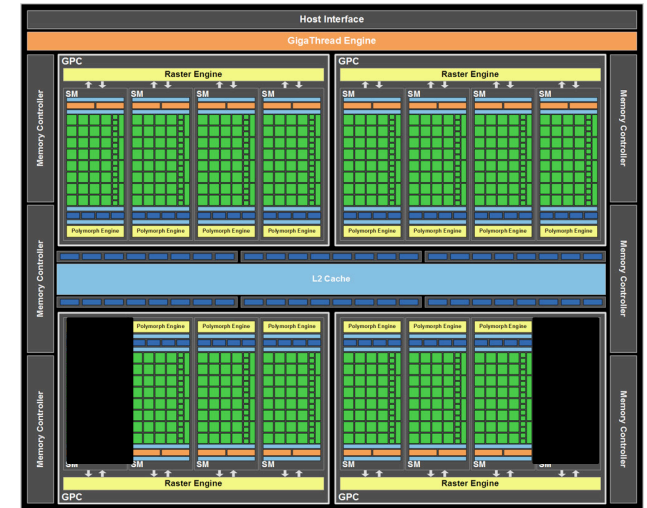 Host Interface
GigaThread Engine
GPC
GPC
Raster Engine
Raster Engine
SM SM SM SM
SM SM SM SM
Polymorph Engine Polymorph Engine Polymorph Engine Polymorph Engine
Polymorph Engine Polymorph Engine Polymorph Engine Polymorph Engine
Memory Controller
Memory Controller
Memory Controller
Memory Controller
Memory Controller
Memory Controller
L2 Cache
Polymorph Engine Polymorph Engine Polymorph Engine
Polymorph Engine Polymorph Engine Polymorph Engine
SM SM SM SM
SM SM SM SM
Raster Engine
Raster Engine
GPC
GPC